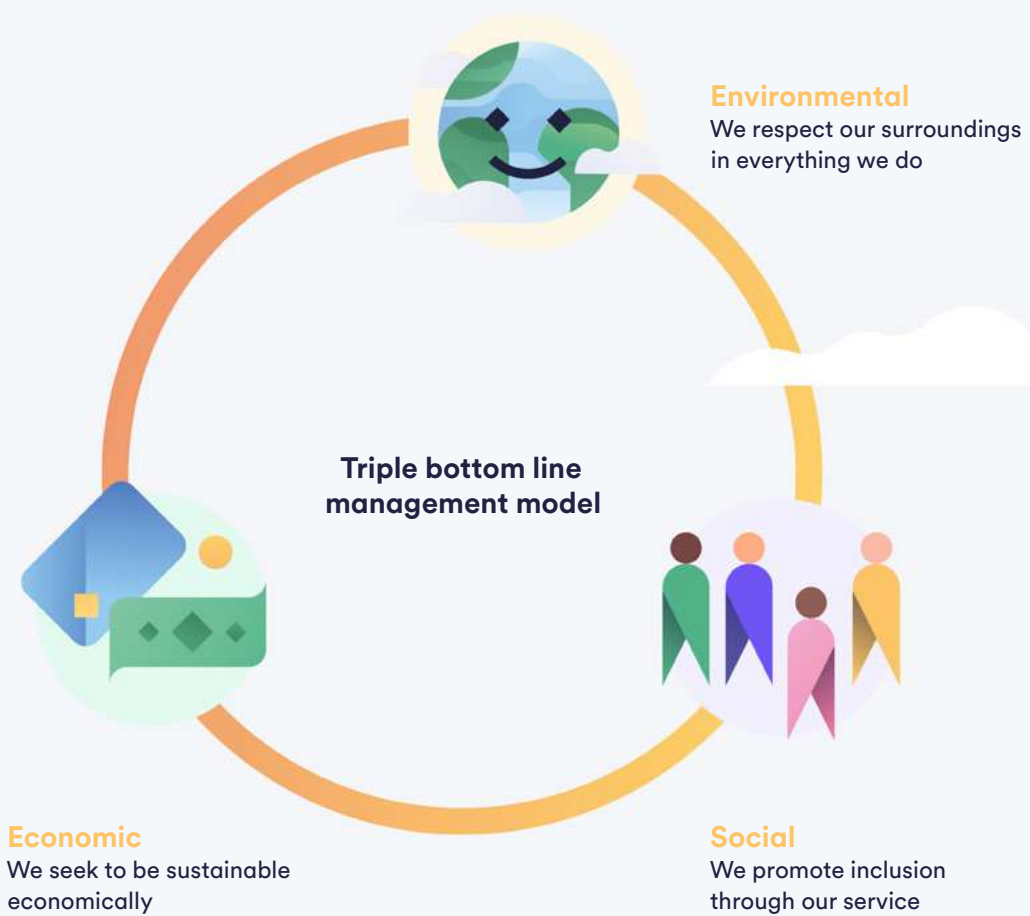 Environmental
We respect our surroundings
in everything we do
Triple bottom line
management model
Economic
We seek to be sustainable
economically
Social
We promote inclusion
through our service